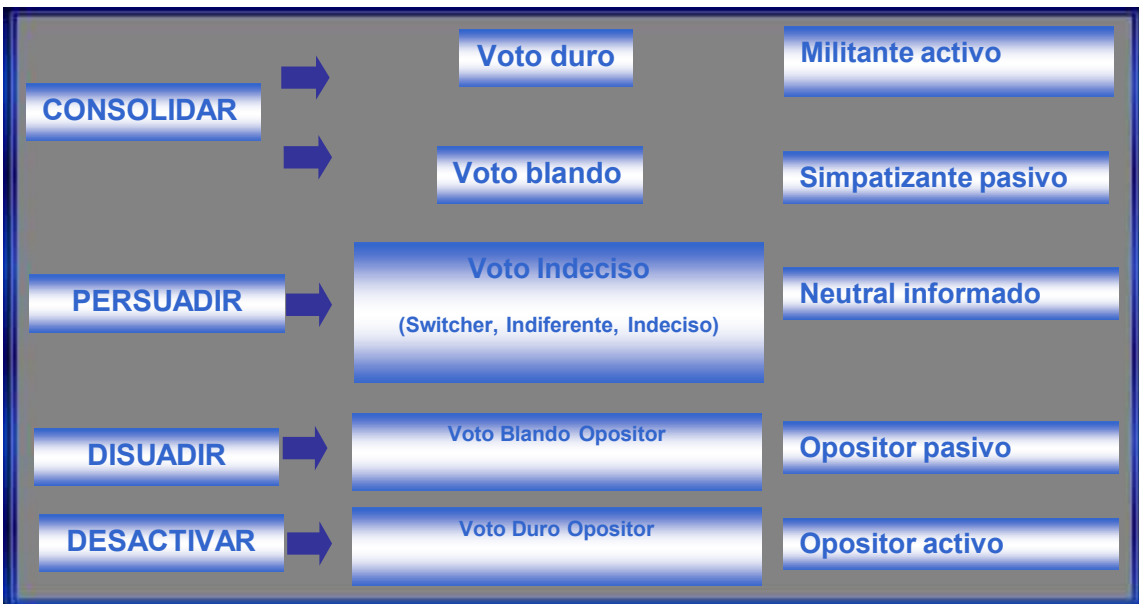 Voto duro
Militante activo
CONSOLIDAR
Voto blando
Simpatizante pasivo
Voto Indeciso
PERSUADIR
Neutral informado
(Switcher, Indiferente, Indeciso)
Voto Blando Opositor
DISUADIR
Opositor pasivo
Voto Duro Opositor
DESACTIVAR
Opositor activo